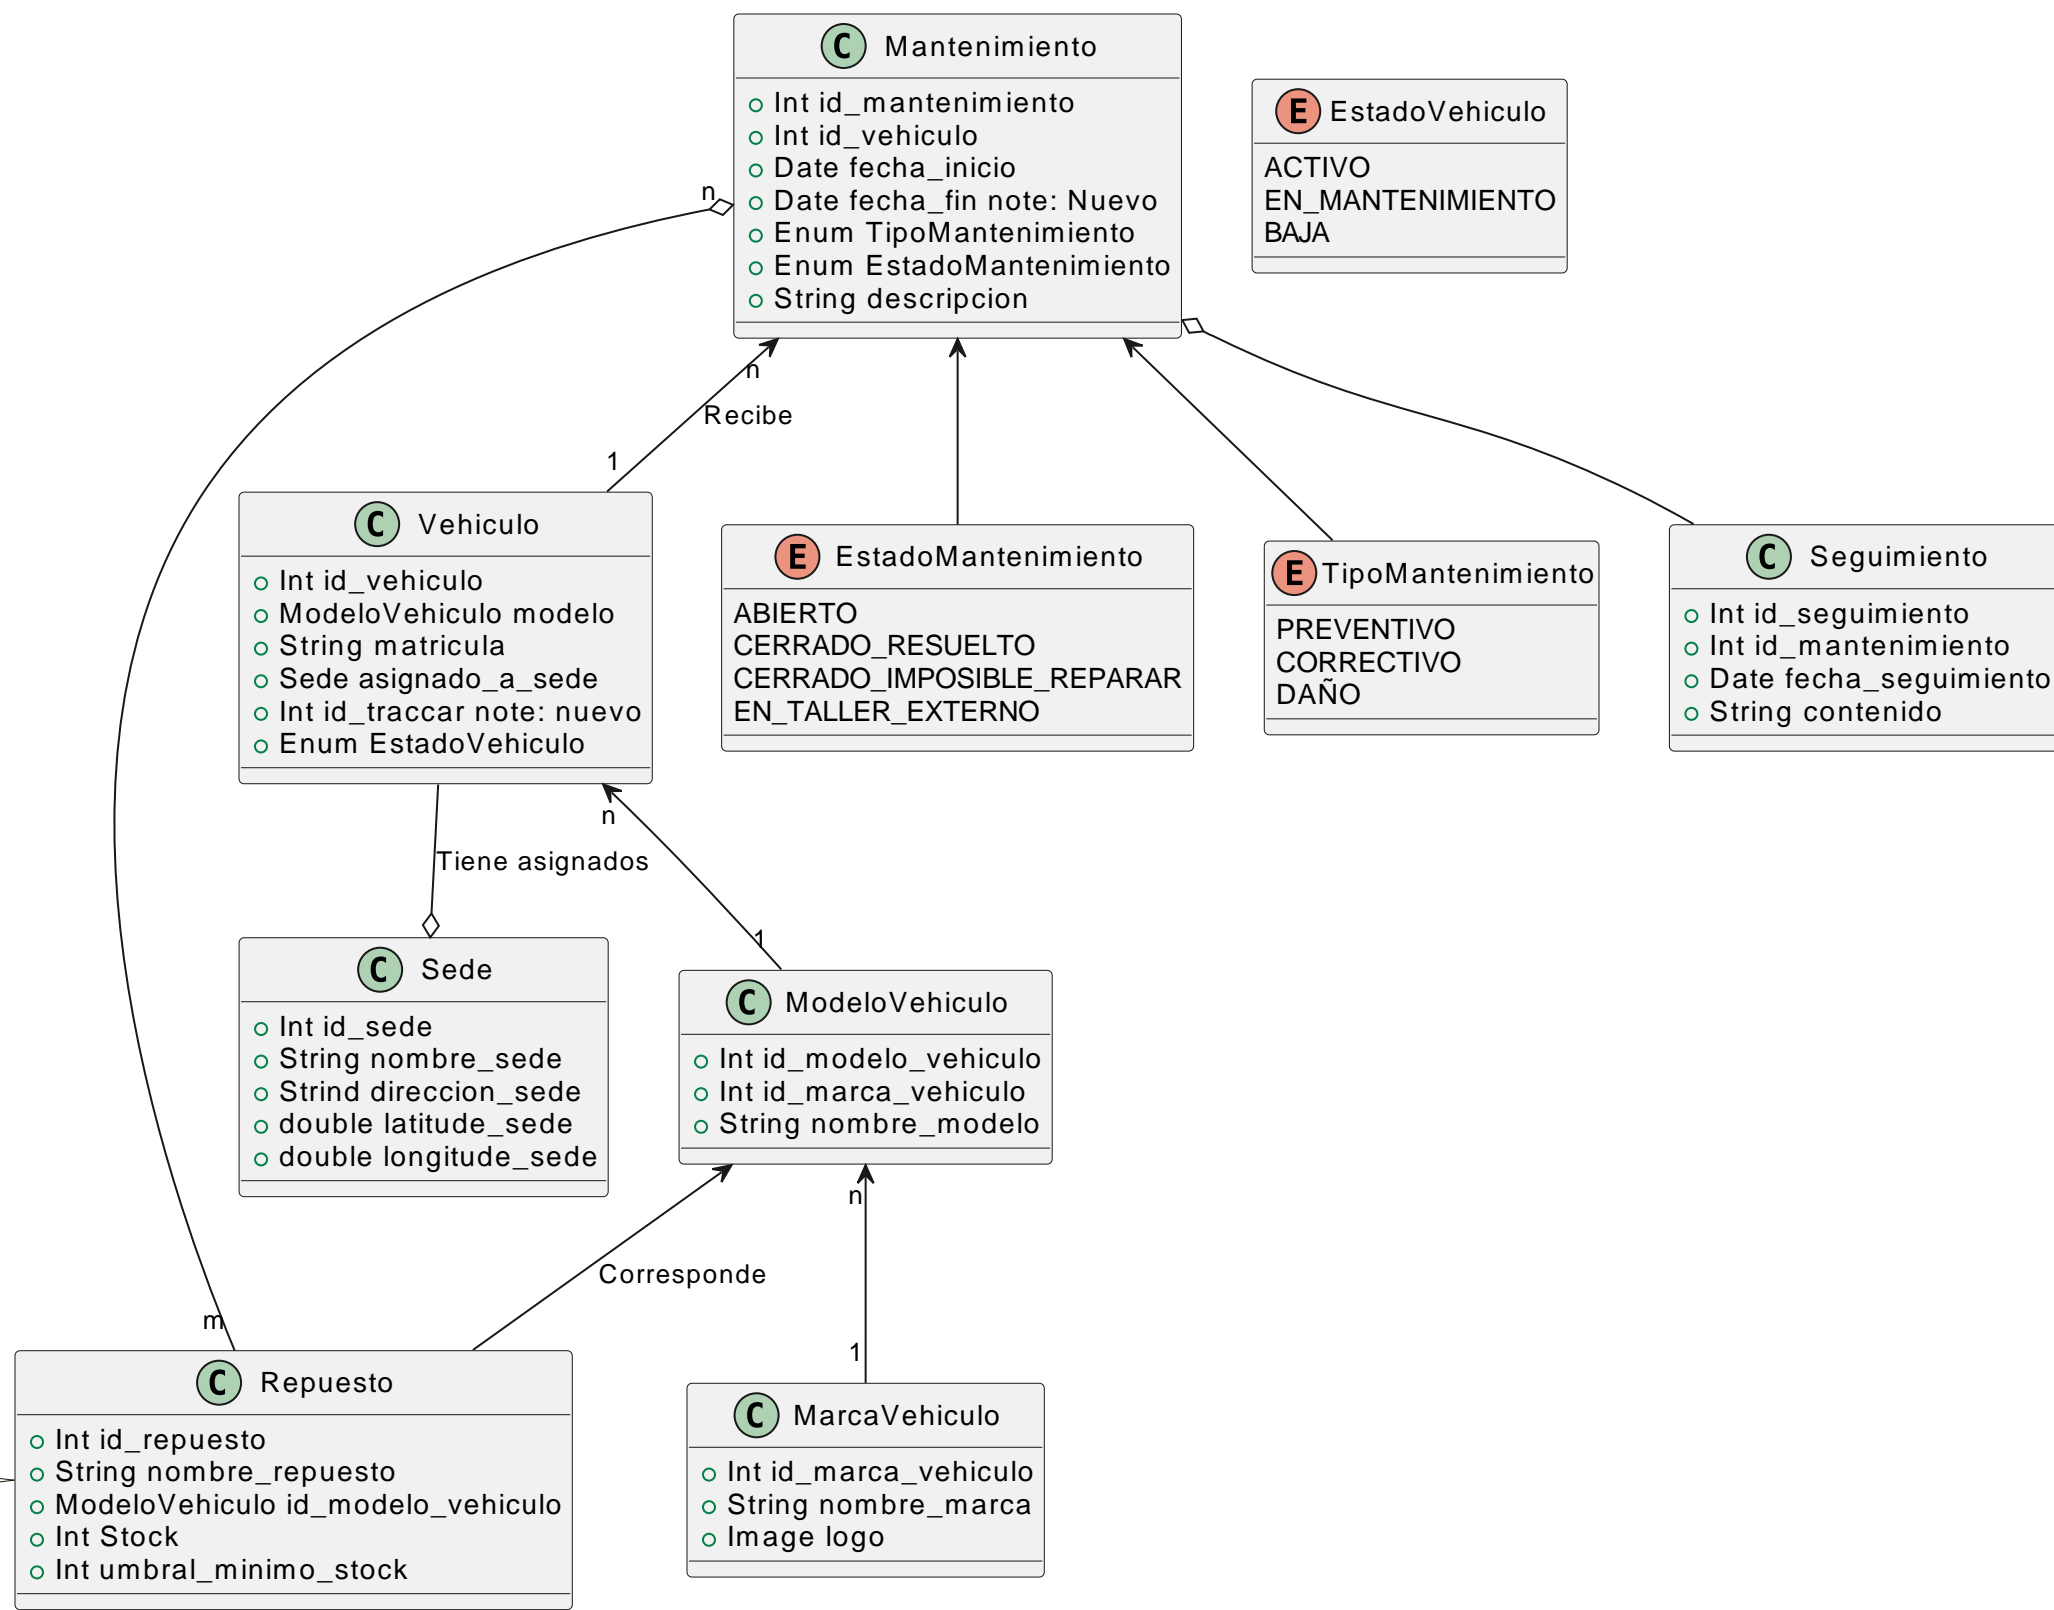 C Mantenimiento
Int id_mantenimiento
Int id_vehiculo
Date fecha_inicio
Date fecha_fin note: Nuevo
Enum TipoMantenimiento
Enum EstadoMantenimiento
String descripcion
E EstadoVehiculo
ACTIVO
EN_MANTENIMIENTO
BAJA
n
n
Recibe
1
C Vehiculo
Int id_vehiculo
ModeloVehiculo modelo
String matricula
Sede asignado_a_sede
Int id_traccar note: nuevo
Enum EstadoVehiculo
E EstadoMantenimiento
ABIERTO
CERRADO_RESUELTO
CERRADO_IMPOSIBLE_REPARAR
EN_TALLER_EXTERNO
E TipoMantenimiento
PREVENTIVO
CORRECTIVO
DAÑO
C Seguimiento
Int id_seguimiento
Int id_mantenimiento
Date fecha_seguimiento
String contenido
n
Tiene asignados
1
C Sede
Int id_sede
String nombre_sede
Strind direccion_sede
double latitude_sede
double longitude_sede
C ModeloVehiculo
Int id_modelo_vehiculo
Int id_marca_vehiculo
String nombre_modelo
n
Corresponde
m
1
C Repuesto
Int id_repuesto
String nombre_repuesto
ModeloVehiculo id_modelo_vehiculo
Int Stock
Int umbral_minimo_stock
C MarcaVehiculo
Int id_marca_vehiculo
String nombre_marca
Image logo